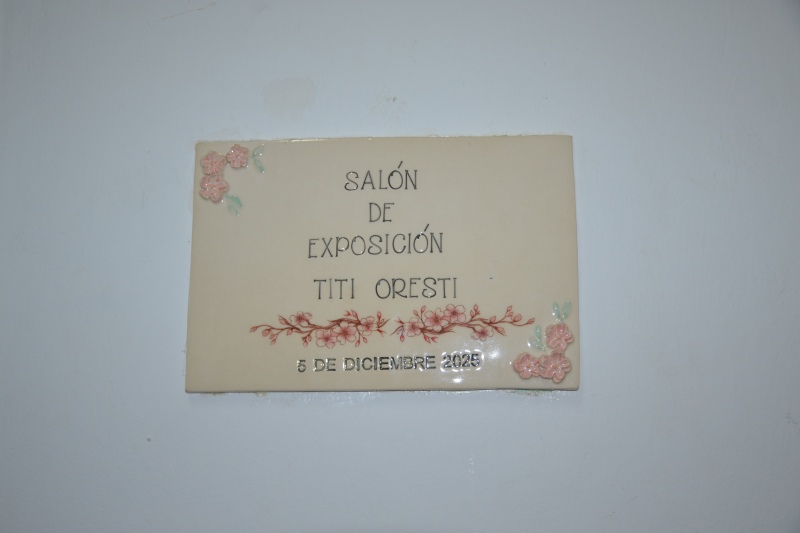 SALÓN
DE
EXPOSICIÓN
TITI ORESTI
5 DE DICIEMBRE 2025